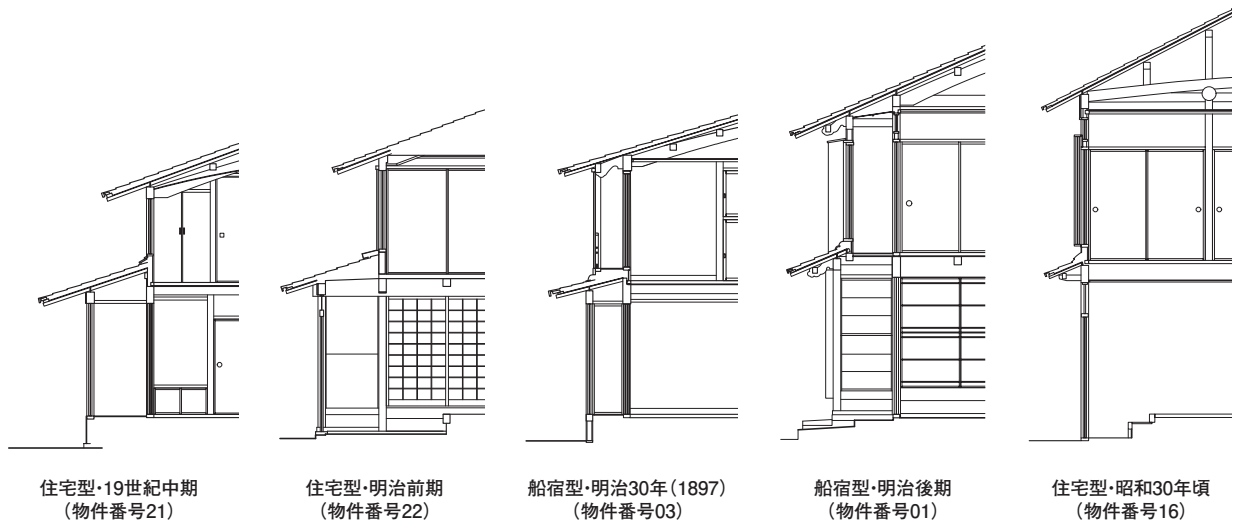 住宅型・19世紀中期
（物件番号21）
住宅型・明治前期
（物件番号22）
船宿型・明治30年（1897）
（物件番号03）
船宿型・明治後期
（物件番号01）
住宅型・昭和30年頃
（物件番号16）